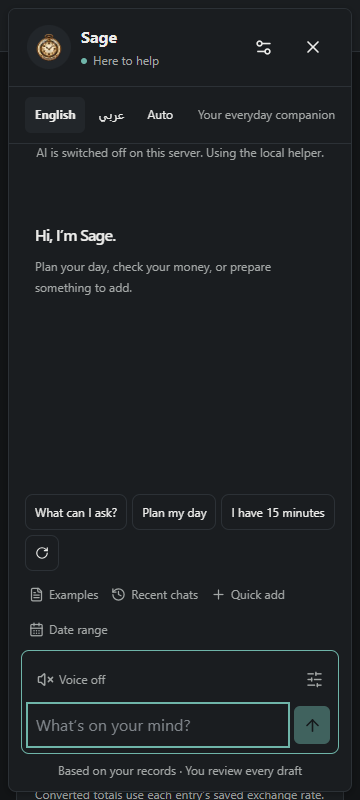 Sage
Here to help
English عربي Auto Your everyday companion
AI is switched off on this server. Using the local helper.
Hi, I'm Sage.
Plan your day, check your money, or prepare
something to add.
What can I ask? Plan my day I have 15 minutes
Examples Recent chats Quick add
Date range
Voice off
What's on your mind?
Based on your records · You review every draft
Converted totals use each entry's saved exchange rate.